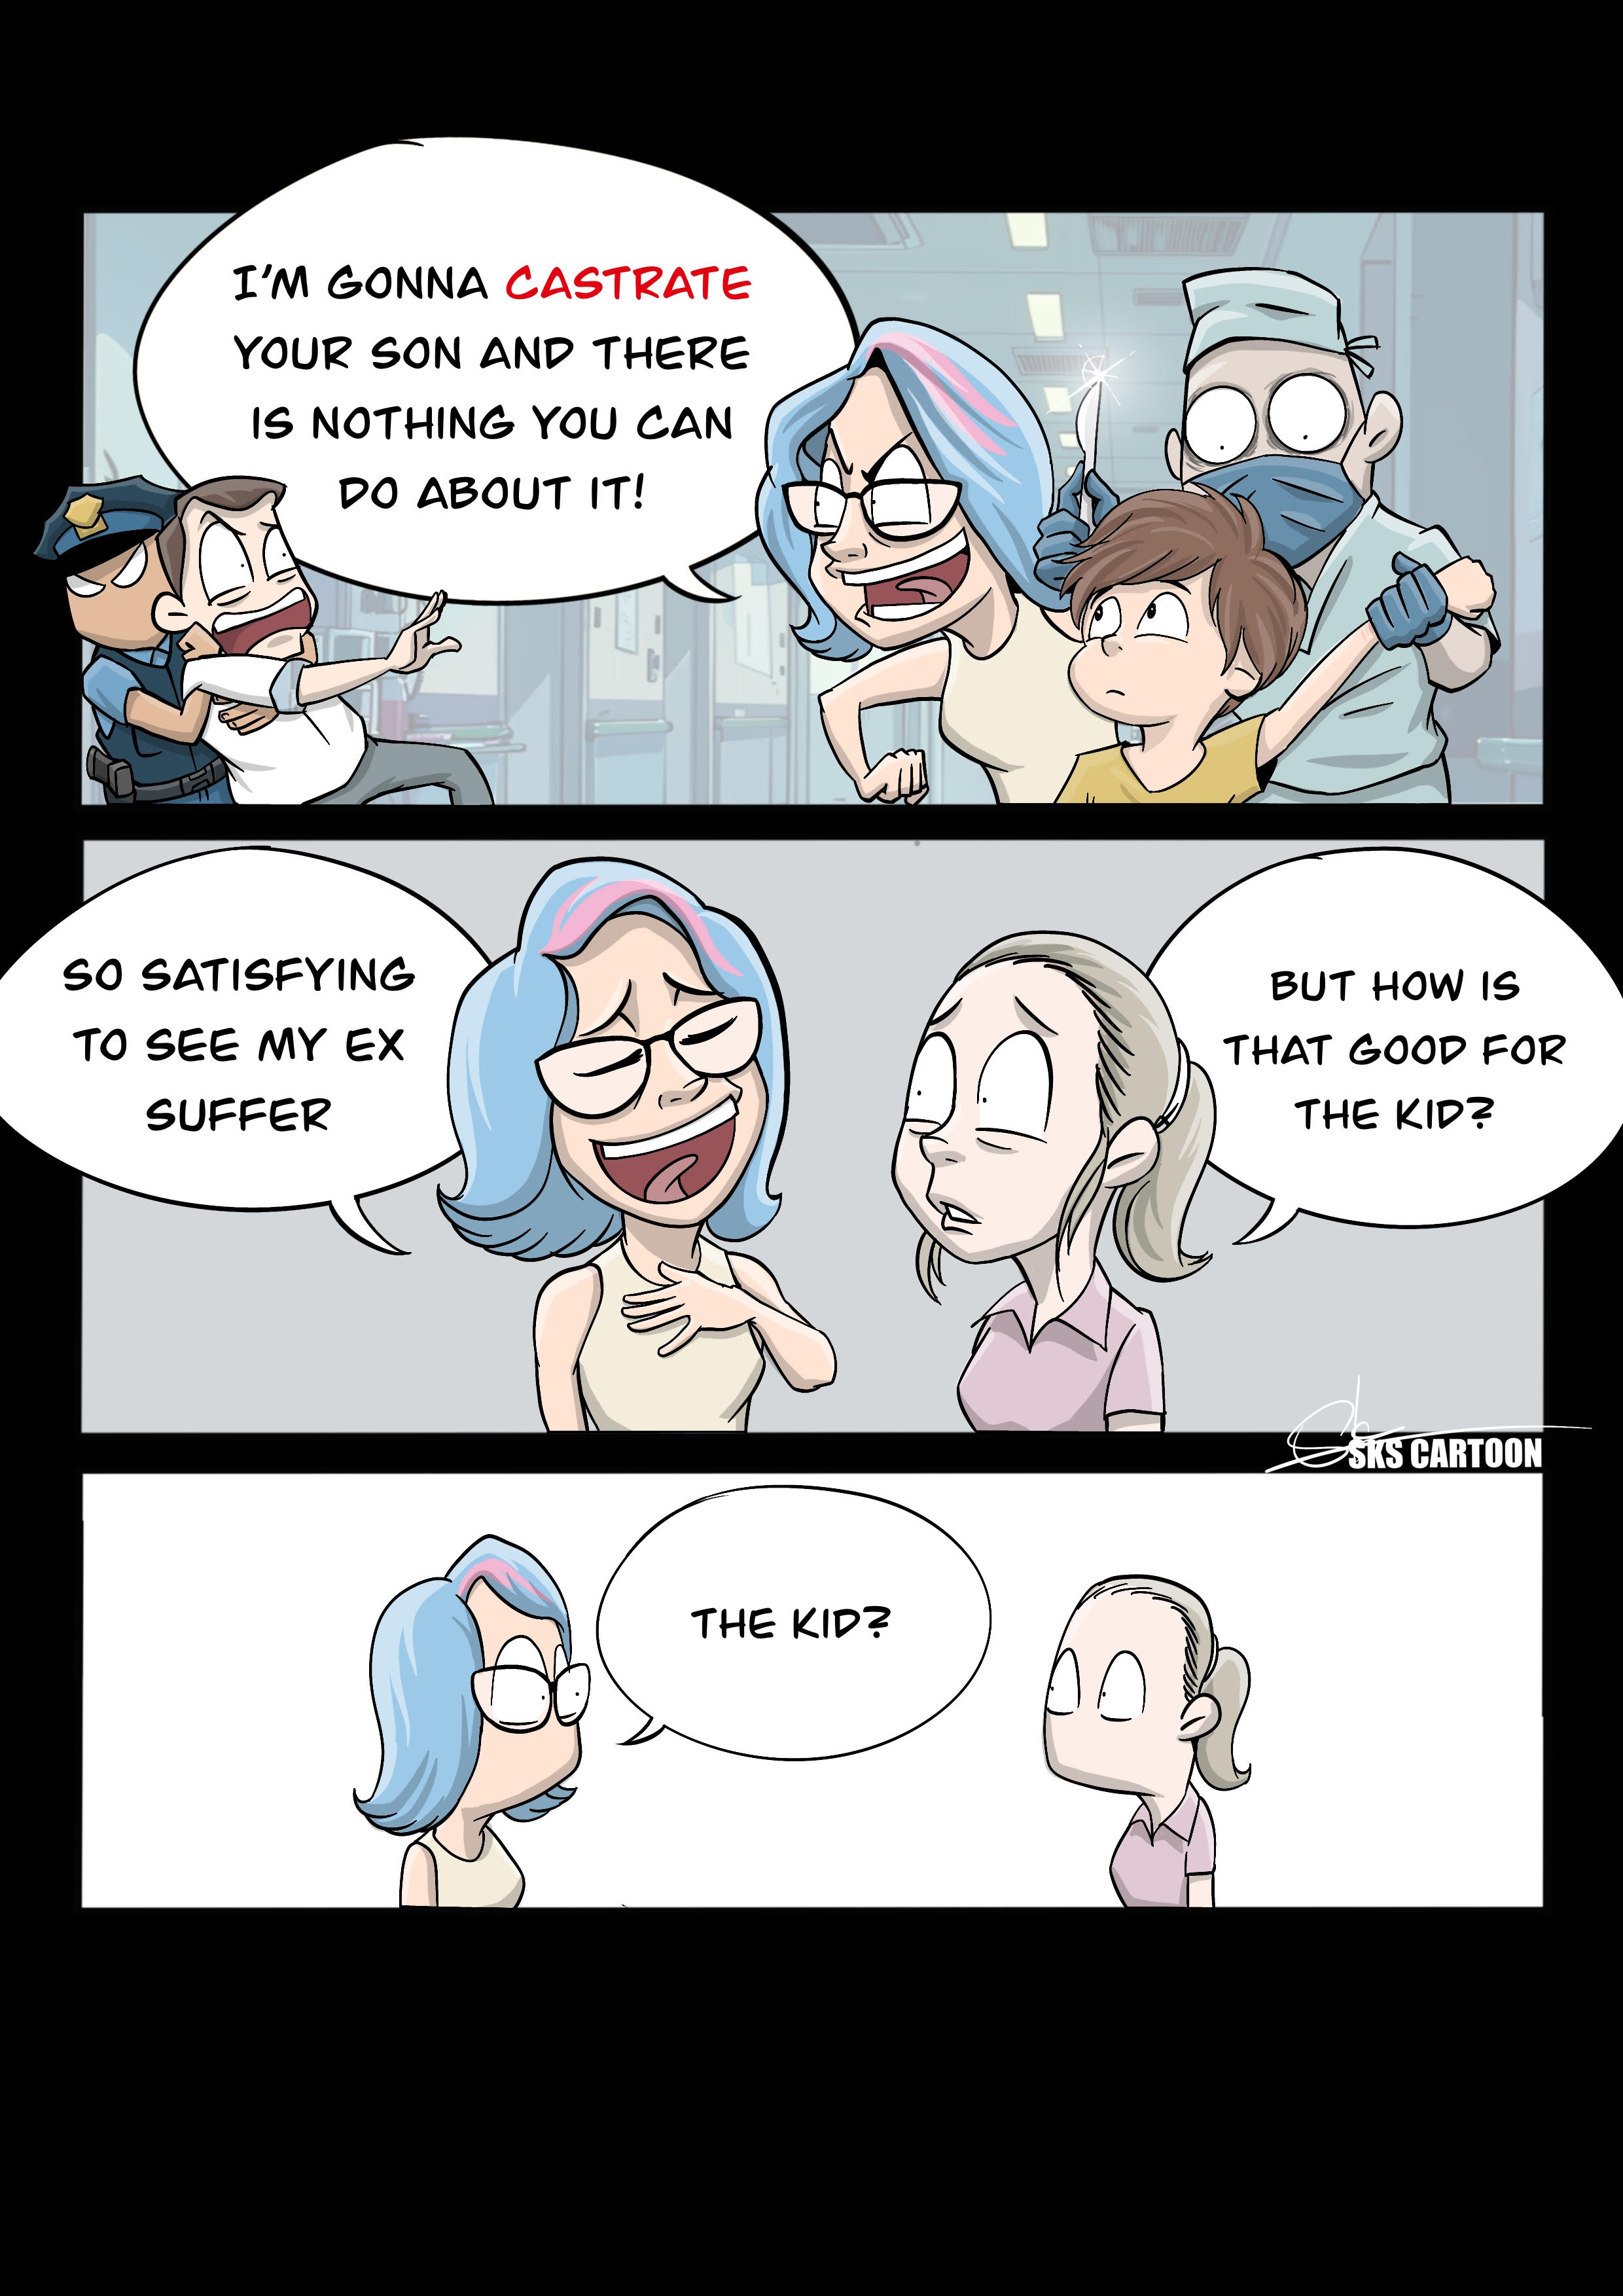 I'M GONNA CASTRATE
YOUR SON AND THERE
IS NOTHING YOU CAN
DO ABOUT IT!
SO SATISFYING
TO SEE MY EX
SUFFER
BUT HOW IS
THAT GOOD FOR
THE KID?
SKS CARTOON
THE KID?